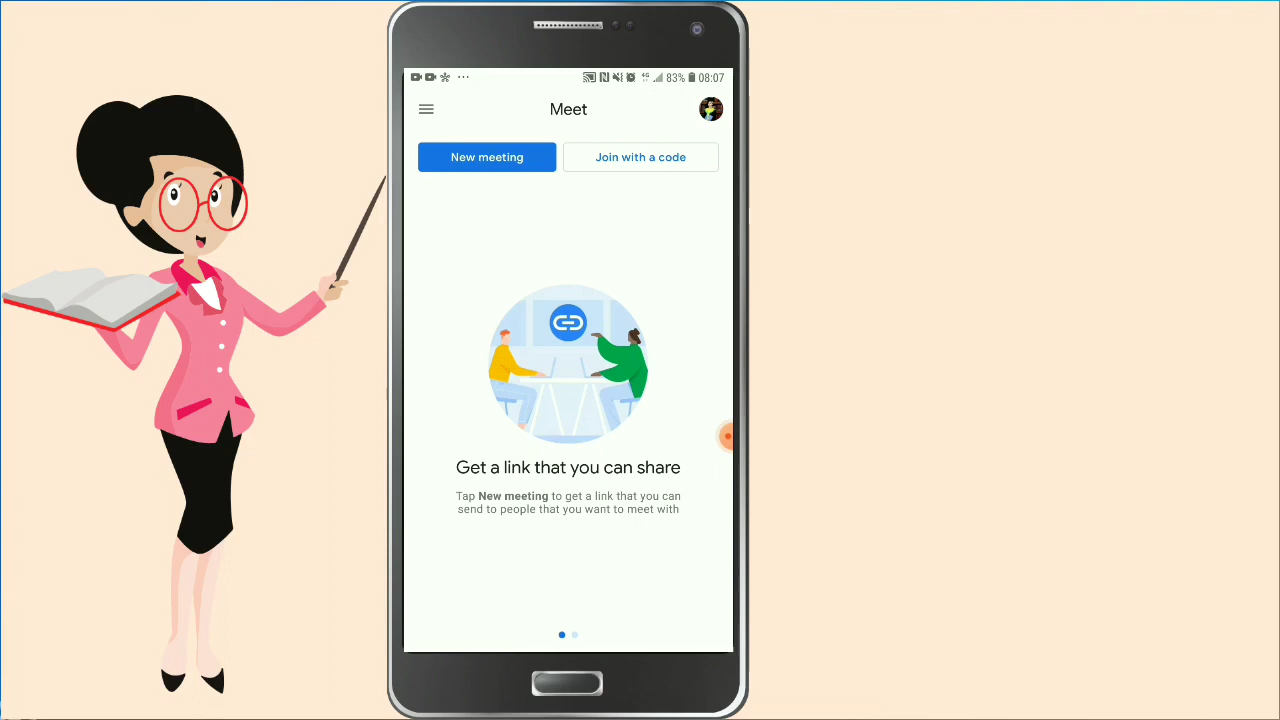 4G 83% 08:07
Meet
New meeting
Join with a code
Get a link that you can share
Tap New meeting to get a link that you can
send to people that you want to meet with